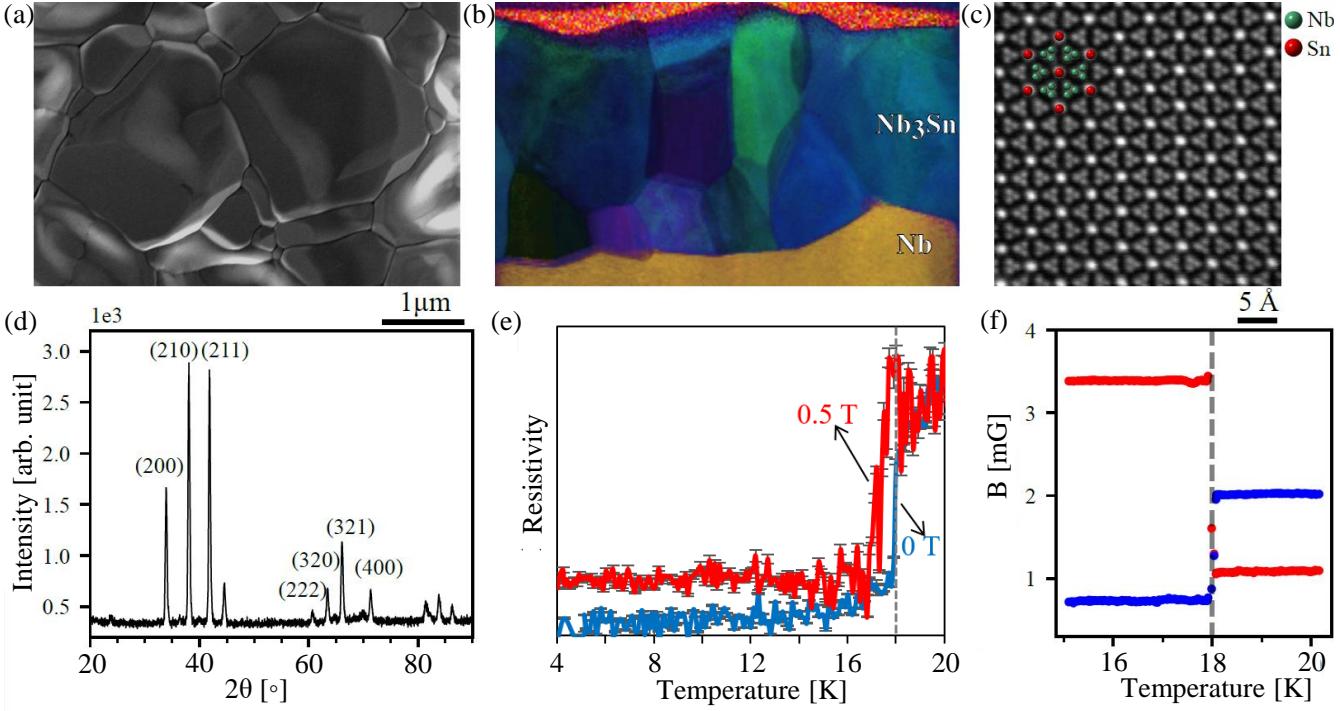 (a)
(b)
(c)
Nb
Sn
Nb3Sn
Nb
1μm
5 Å
(d)
1e3
Intensity [arb. unit]
3.0
2.5
2.0
1.5
1.0
0.5
(200)
(210)
(211)
(222)
(320)
(321)
(400)
20
40
60
80
2θ [◦]
(e)
Resistivity
0.5 T
0 T
4
8
12
16
20
Temperature [K]
(f)
B [mG]
4
3
2
1
16
18
20
Temperature [K]